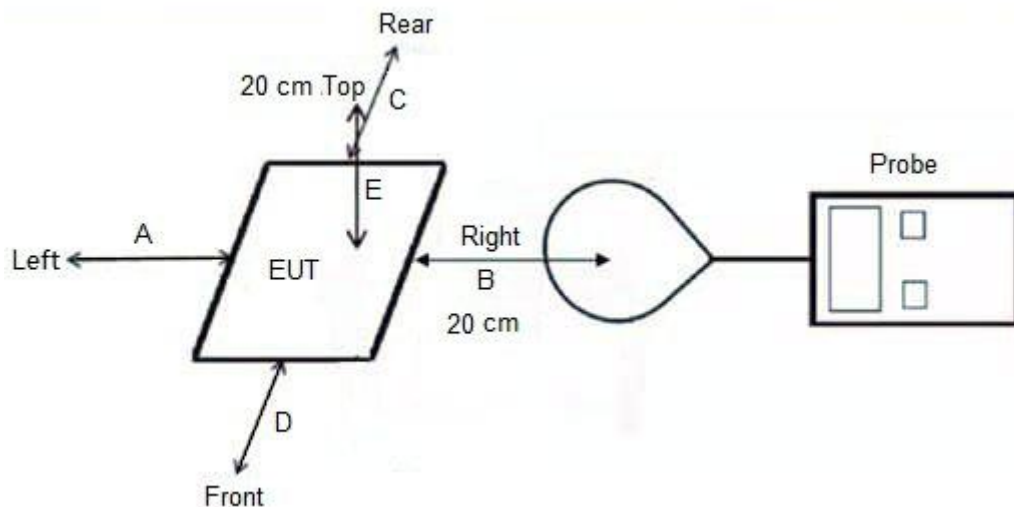 Rear
20 cm .Top
C
Probe
E
A
Right
Left
EUT
B
20 cm
D
Front